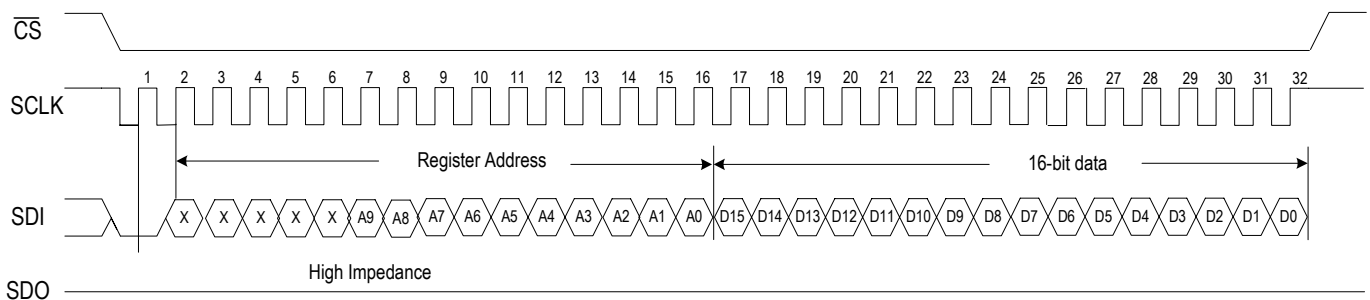 CS
1 2 3 4 5 6 7 8 9 10 11 12 13 14 15 16 17 18 19 20 21 22 23 24 25 26 27 28 29 30 31 32
SCLK
Register Address 16-bit data
SDI X X X X X A9 A8 A7 A6 A5 A4 A3 A2 A1 A0 D15 D14 D13 D12 D11 D10 D9 D8 D7 D6 D5 D4 D3 D2 D1 D0
High Impedance
SDO